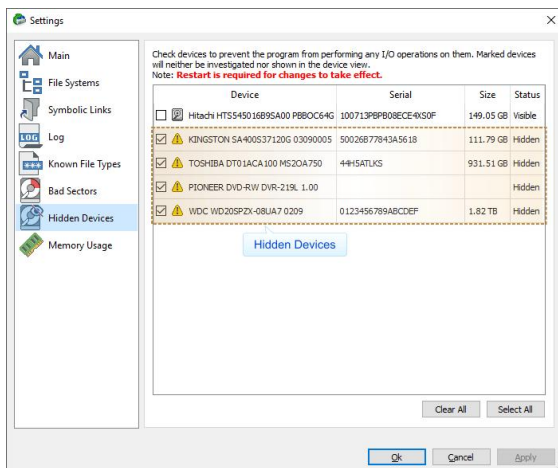 Settings
Main
File Systems
Symbolic Links
LOG
Log
Known File Types
Bad Sectors
Hidden Devices
Memory Usage
Check devices to prevent the program from performing any I/O operations on them. Marked devices
will neither be investigated nor shown in the device view.
Note: Restart is required for changes to take effect.
Device Serial Size Status
Hitachi HTS545016B9SA00 PBBOC64G 100713PBPB08ECE4XS0F 149.05 GB Visible
KINGSTON SA400S37120G 03090005 50026B77843A5618 111.79 GB Hidden
TOSHIBA DT01ACA100 MS2OA750 44H5ATLKS 931.51 GB Hidden
PIONEER DVD-RW DVR-219L 1.00 Hidden
WDC WD20SPZX-08UA7 0209 0123456789ABCDEF 1.82 TB Hidden
Hidden Devices
Clear All Select All
Ok Cancel Apply